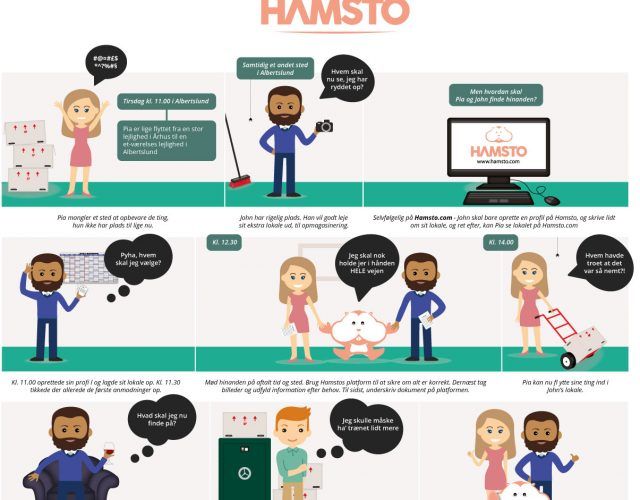 HAMSTO
#@¤#£$
*^?%#§
Tirsdag kl. 11.00 i Albertslund
Pia er lige flyttet fra en stor
lejlighed i Århus til en
et-værelses lejlighed i
Albertslund
Samtidig et andet sted
i Albertslund
Hvem skal
nu se, jeg har
ryddet op?
Men hvordan skal
Pia og John finde hinanden?
HAMSTO
www.hamsto.com
Pia mangler et sted at opbevare de ting,
hun ikke har plads til lige nu.
John har rigelig plads. Han vil godt leje
sit ekstra lokale ud, til opmagasinering.
Selvfølgelig på Hamsto.com - John skal bare oprette en profil på Hamsto, og skrive lidt
om sit lokale, og ret efter, kan Pia se lokalet på Hamsto.com
Pyha, hvem
skal jeg vælge?
Kl. 12.30
Jeg skal nok
holde jer i hånden
HELE vejen
Kl. 14.00
Hvem havde
troet at det
var så nemt?!
Kl. 11.00 oprettede sin profil i og lagde sit lokale op. Kl. 11.30
tikkede der allerede de første anmodninger op.
Mød hinanden på aftalt tid og sted. Brug Hamstos platform til at sikre om alt er korrekt. Dernæst tag
billeder og udfyld information efter behov. Til sidst, underskriv dokument på platformen.
Pia kan nu fl ytte sine ting ind i
John's lokale.
Hvad skal jeg nu
finde på?
Jeg skulle måske
ha' trænet lidt mere